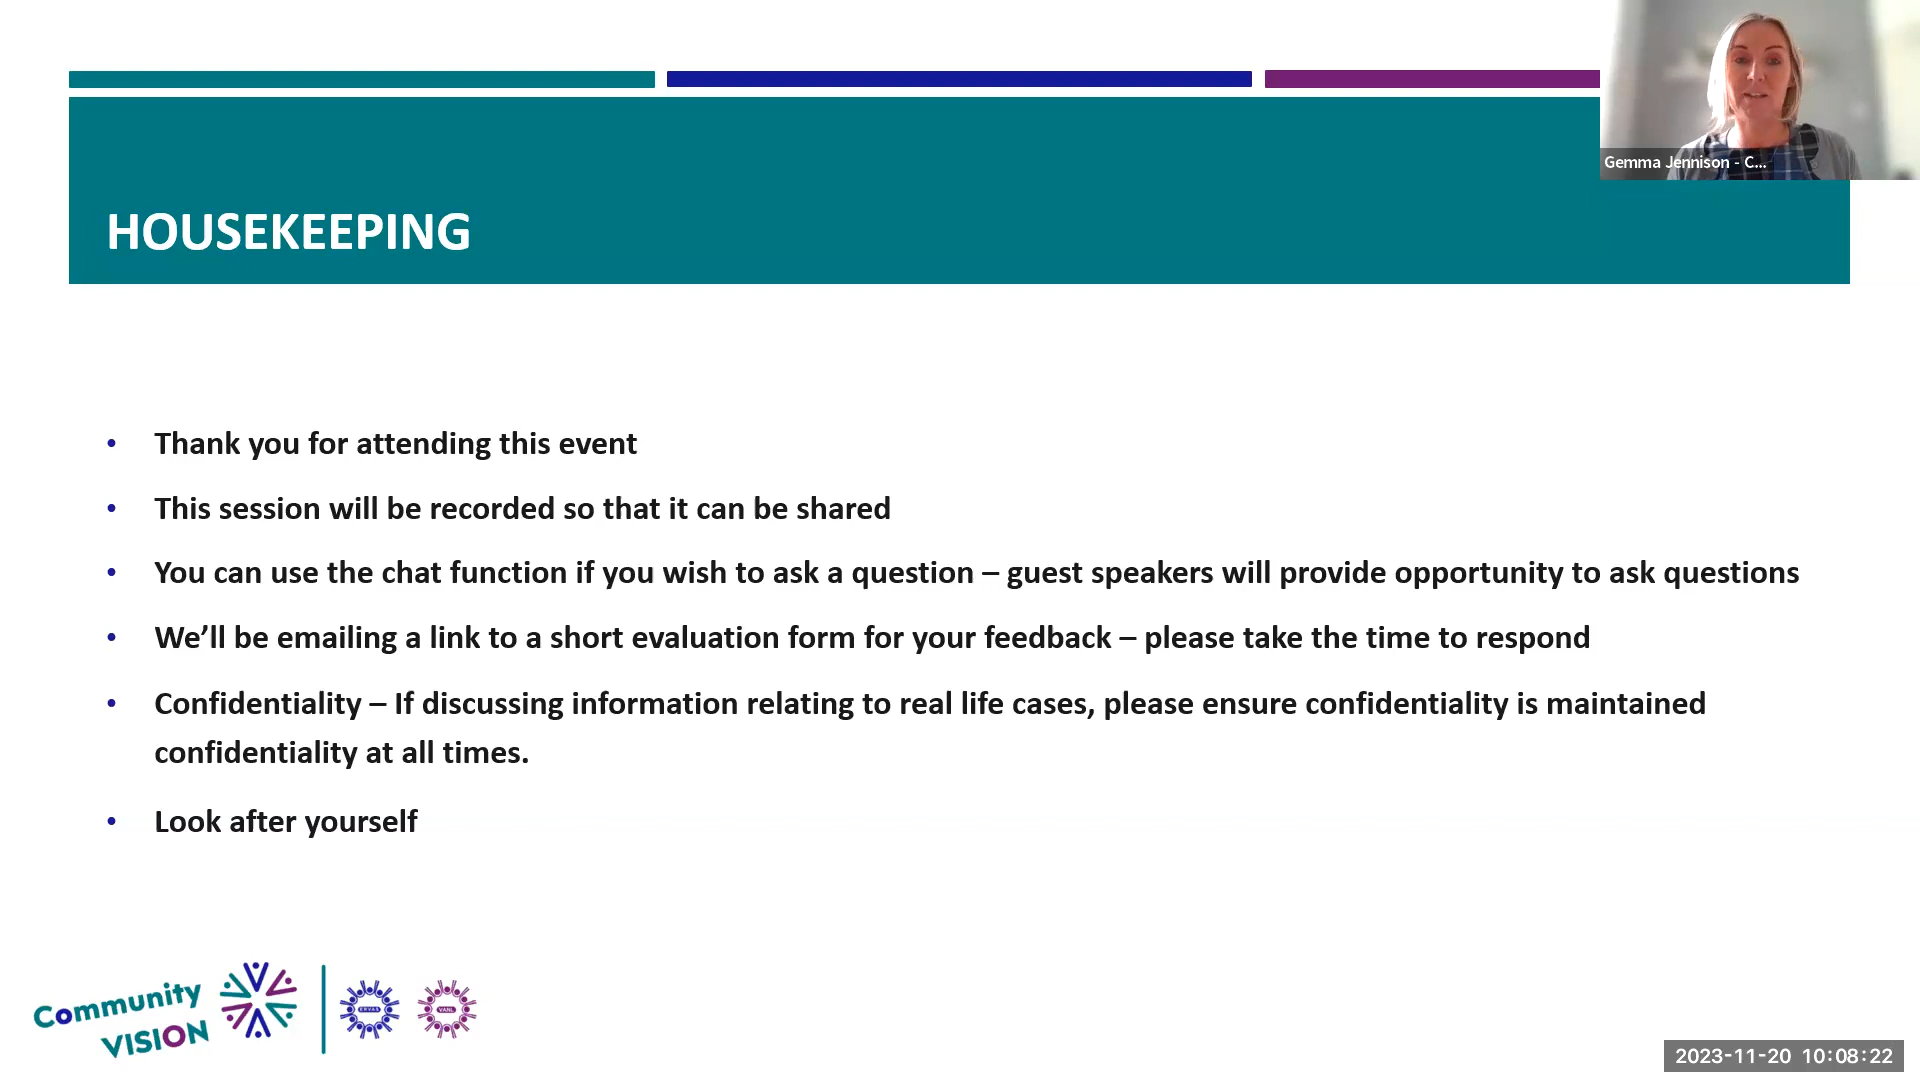 Gemma Jennison - C...
HOUSEKEEPING
• Thank you for attending this event
• This session will be recorded so that it can be shared
• You can use the chat function if you wish to ask a question – guest speakers will provide opportunity to ask questions
• We’ll be emailing a link to a short evaluation form for your feedback – please take the time to respond
• Confidentiality – If discussing information relating to real life cases, please ensure confidentiality is maintained
confidentiality at all times.
• Look after yourself
Community
VISION
ERVAS
VANL
2023-11-20 10:08:22